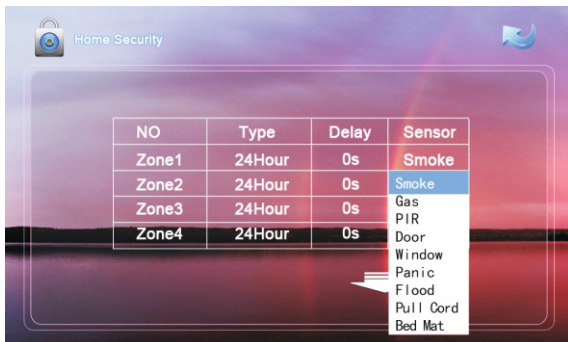 Home Security
NO Type Delay Sensor
Zone1 24Hour 0s Smoke
Zone2 24Hour 0s Smoke
Zone3 24Hour 0s Gas
PIR
Zone4 24Hour 0s Door
Window
Panic
Flood
Pull Cord
Bed Mat